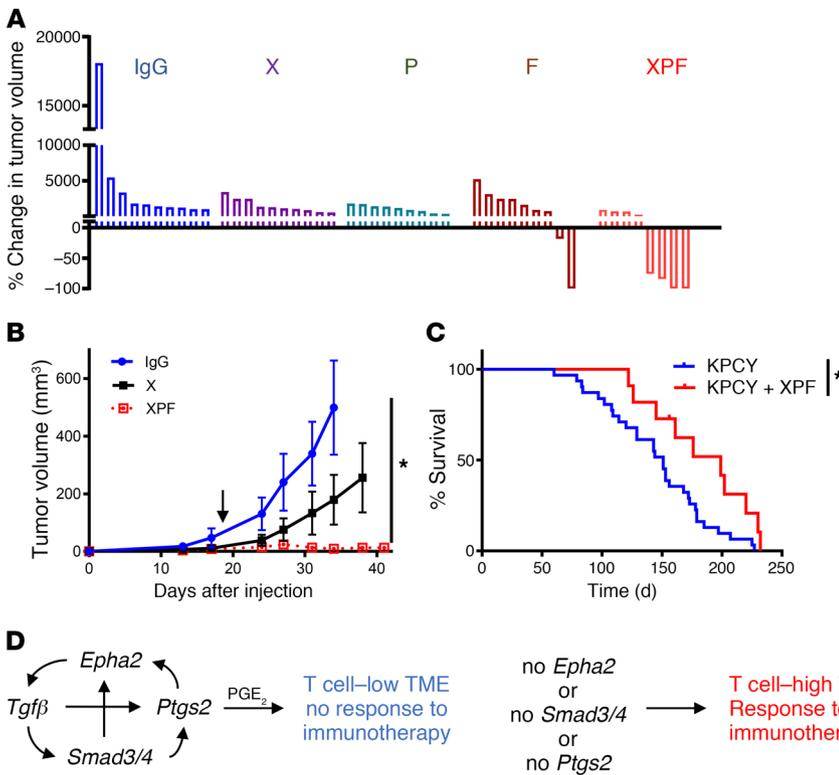 A
% Change in tumor volume
20000
15000
10000
5000
0
−50
−100
IgG
X
P
F
XPF
B
Tumor volume (mm³)
600
400
200
0
IgG
X
XPF
*
0
10
20
30
40
Days after injection
C
% Survival
100
50
0
KPCY
KPCY + XPF
*
0
50
100
150
200
250
Time (d)
D
Epha2
Tgfβ
Ptgs2
Smad3/4
PGE₂
T cell–low TME
no response to
immunotherapy
no Epha2
or
no Smad3/4
or
no Ptgs2
T cell–high
Response